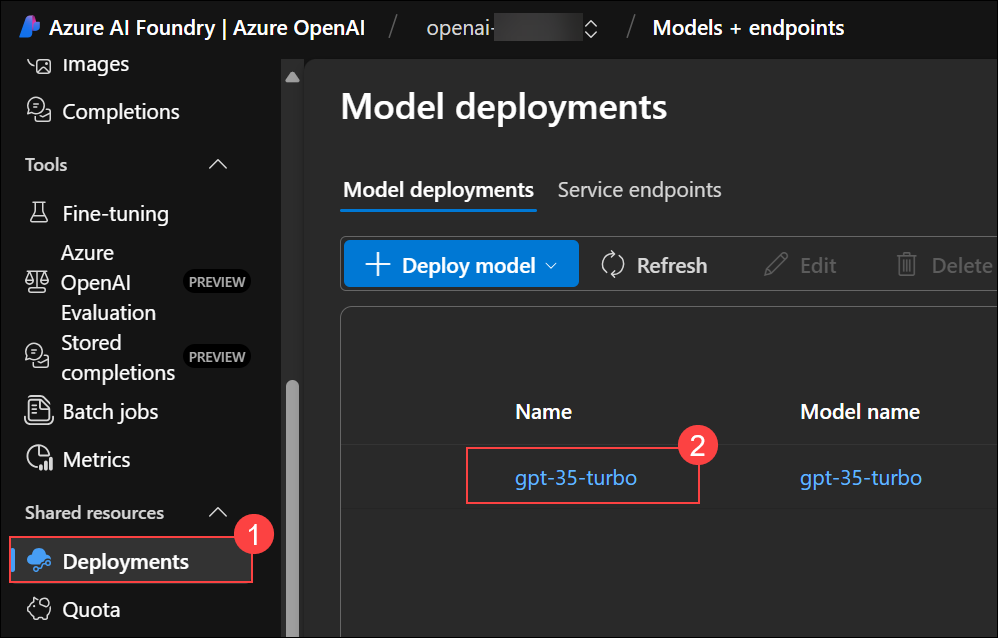 Azure AI Foundry | Azure OpenAI / openai- / Models + endpoints
Images
Completions
Tools
Fine-tuning
Azure
OpenAI
Evaluation
PREVIEW
Stored
completions
PREVIEW
Batch jobs
Metrics
Shared resources
1
Deployments
Quota
Model deployments
Model deployments Service endpoints
Deploy model Refresh Edit Delete
Name Model name
2
gpt-35-turbo gpt-35-turbo